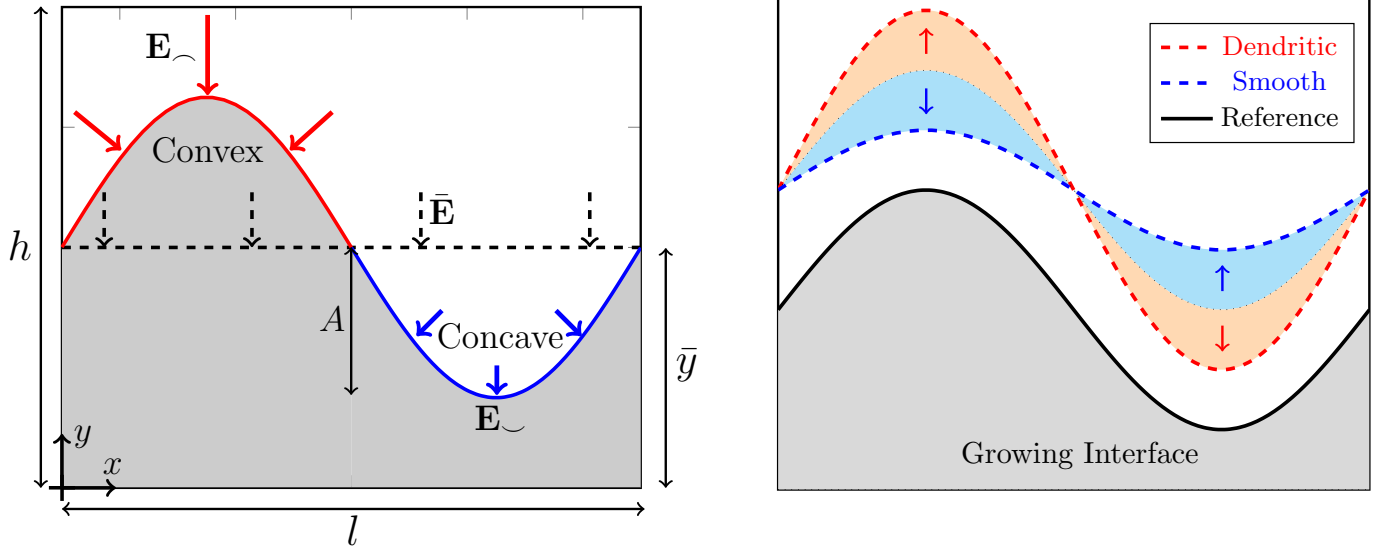 E⌢
Convex
Ē
h
A
Concave
ȳ
E⌣
y
x
l
Dendritic
Smooth
Reference
Growing Interface